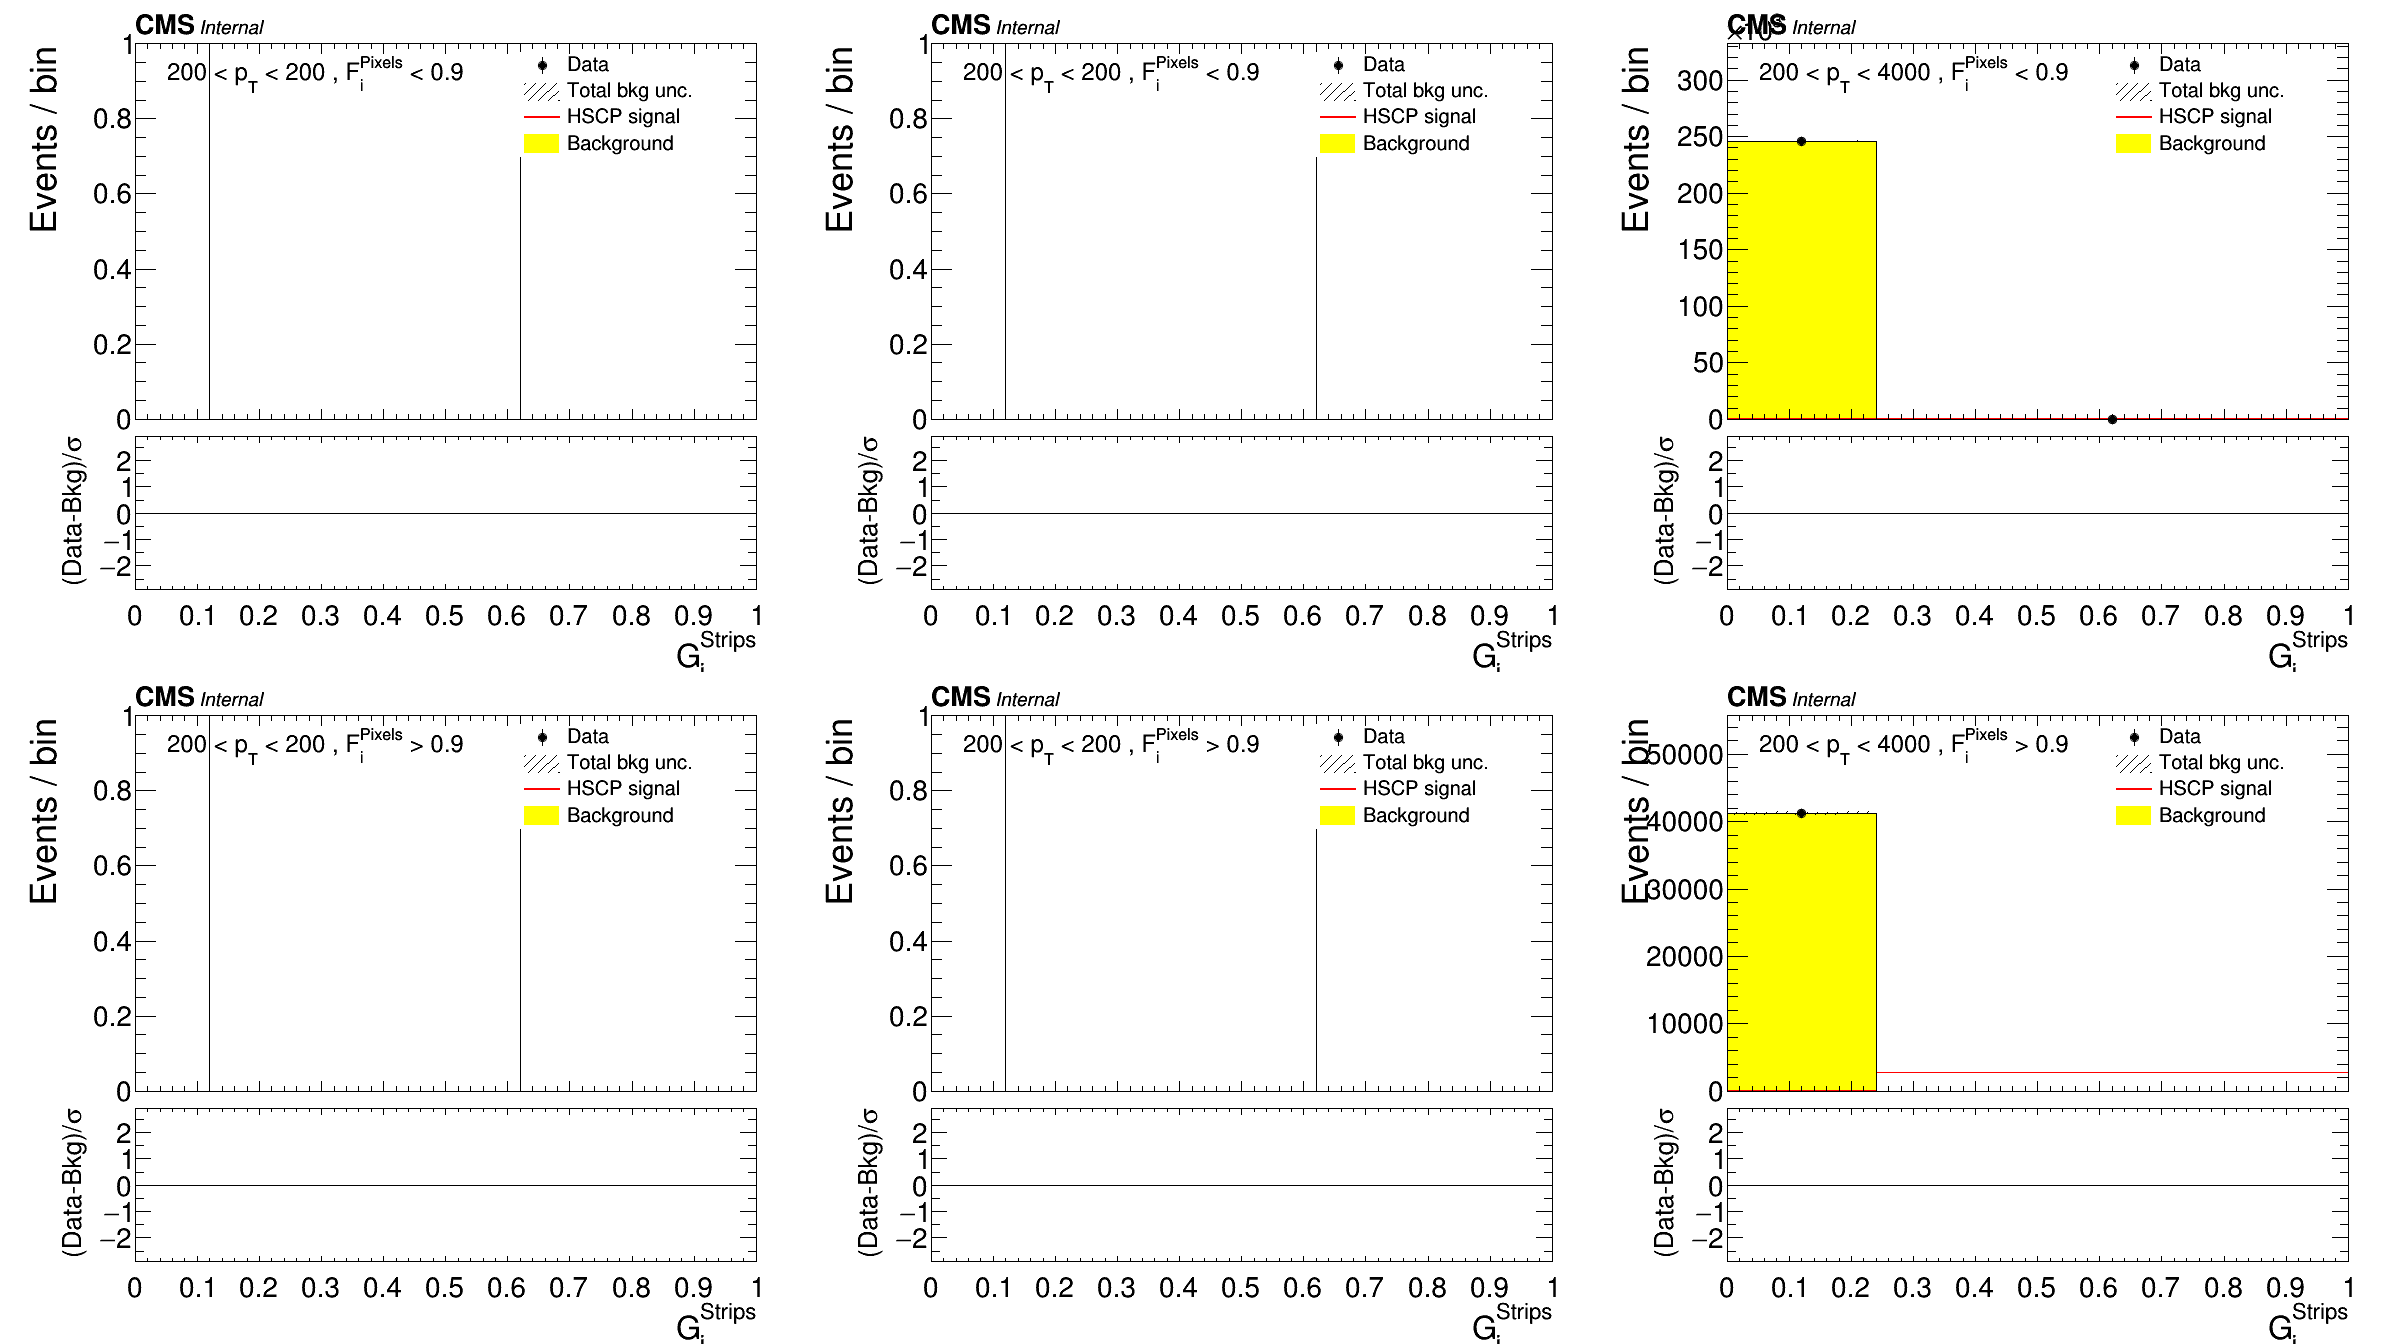 CMS Internal
Events / bin
200 < p_T < 200 , F_i^Pixels < 0.9
Data
Total bkg unc.
HSCP signal
Background
1
0.8
0.6
0.4
0.2
0
(Data-Bkg)/σ
2
1
0
−1
−2
0 0.1 0.2 0.3 0.4 0.5 0.6 0.7 0.8 0.9 1
G_i^Strips
CMS Internal
Events / bin
200 < p_T < 200 , F_i^Pixels < 0.9
Data
Total bkg unc.
HSCP signal
Background
1
0.8
0.6
0.4
0.2
0
(Data-Bkg)/σ
2
1
0
−1
−2
0 0.1 0.2 0.3 0.4 0.5 0.6 0.7 0.8 0.9 1
G_i^Strips
CMS Internal
Events / bin
200 < p_T < 4000 , F_i^Pixels < 0.9
Data
Total bkg unc.
HSCP signal
Background
300
250
200
150
100
50
0
(Data-Bkg)/σ
2
1
0
−1
−2
0 0.1 0.2 0.3 0.4 0.5 0.6 0.7 0.8 0.9 1
G_i^Strips
CMS Internal
Events / bin
200 < p_T < 200 , F_i^Pixels > 0.9
Data
Total bkg unc.
HSCP signal
Background
1
0.8
0.6
0.4
0.2
0
(Data-Bkg)/σ
2
1
0
−1
−2
0 0.1 0.2 0.3 0.4 0.5 0.6 0.7 0.8 0.9 1
G_i^Strips
CMS Internal
Events / bin
200 < p_T < 200 , F_i^Pixels > 0.9
Data
Total bkg unc.
HSCP signal
Background
1
0.8
0.6
0.4
0.2
0
(Data-Bkg)/σ
2
1
0
−1
−2
0 0.1 0.2 0.3 0.4 0.5 0.6 0.7 0.8 0.9 1
G_i^Strips
CMS Internal
Events / bin
200 < p_T < 4000 , F_i^Pixels > 0.9
Data
Total bkg unc.
HSCP signal
Background
50000
40000
30000
20000
10000
0
(Data-Bkg)/σ
2
1
0
−1
−2
0 0.1 0.2 0.3 0.4 0.5 0.6 0.7 0.8 0.9 1
G_i^Strips